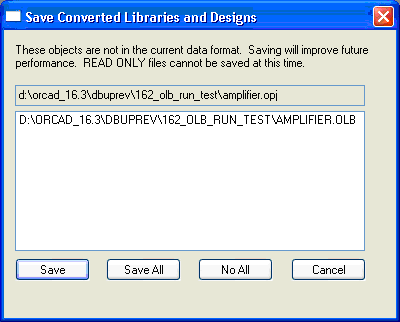 Save Converted Libraries and Designs
These objects are not in the current data format.  Saving will improve future
performance.  READ ONLY files cannot be saved at this time.
d:\orcad_16.3\dbuprev\162_olb_run_test\amplifier.opj
D:\ORCAD_16.3\DBUPREV\162_OLB_RUN_TEST\AMPLIFIER.OLB
Save Save All No All Cancel